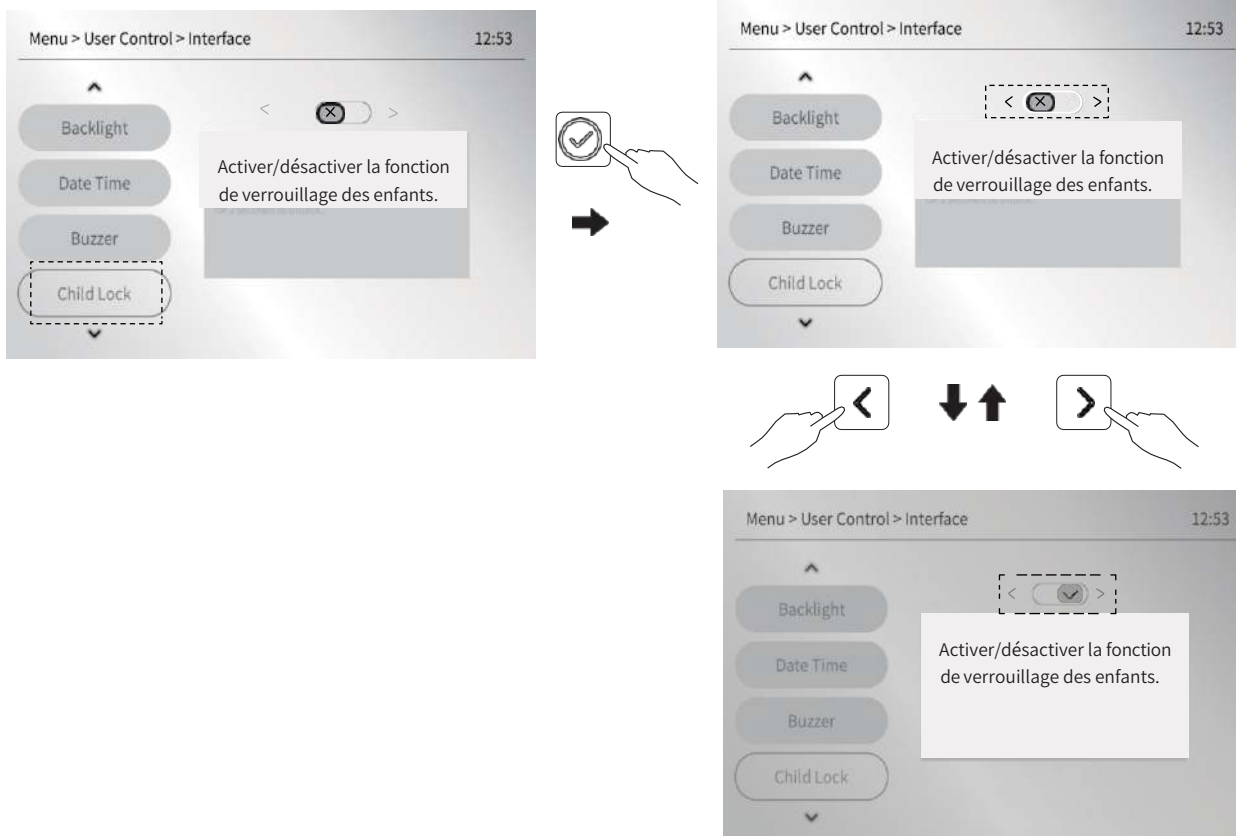 Menu > User Control > Interface 12:53
Backlight
Date Time
Buzzer
Child Lock
< >
Activer/désactiver la fonction
de verrouillage des enfants.
Menu > User Control > Interface 12:53
Backlight
Date Time
Buzzer
Child Lock
< >
Activer/désactiver la fonction
de verrouillage des enfants.
< >
Menu > User Control > Interface 12:53
Backlight
Date Time
Buzzer
Child Lock
< >
Activer/désactiver la fonction
de verrouillage des enfants.